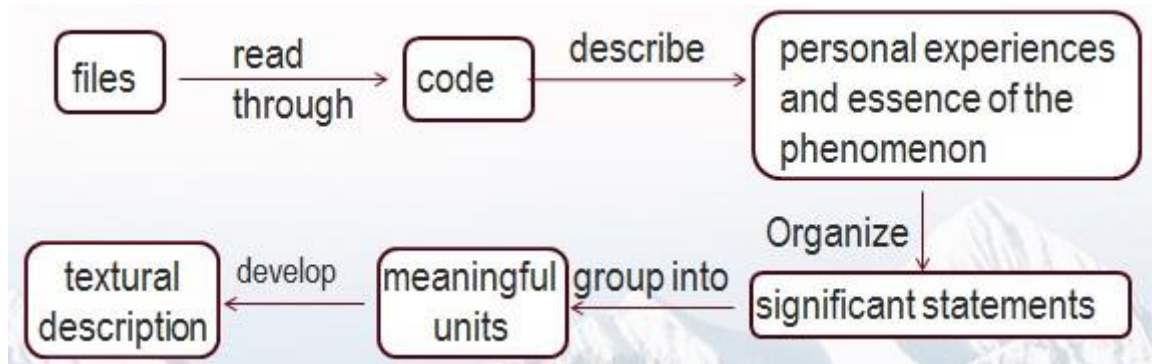 files
read
through
code
describe
personal experiences
and essence of the
phenomenon
Organize
significant statements
group into
meaningful
units
develop
textural
description